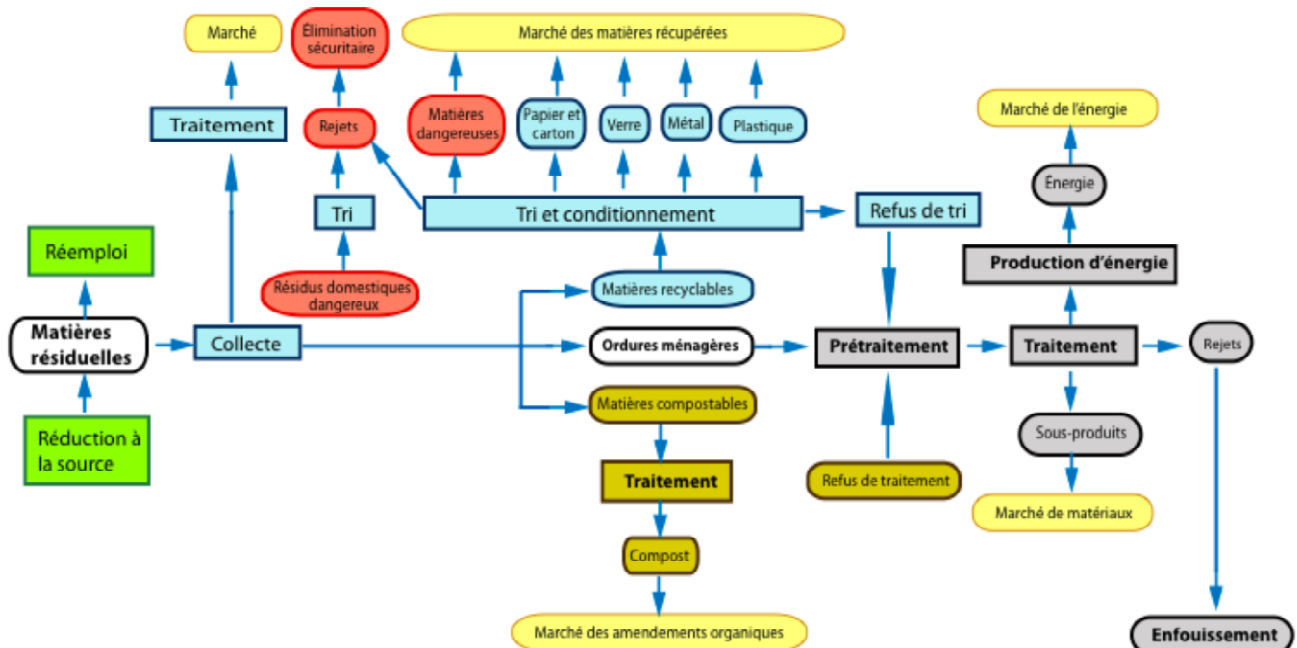 Marché
Élimination
sécuritaire
Marché des matières récupérées
Traitement
Rejets
Matières
dangereuses
Papier et
carton
Verre
Métal
Plastique
Marché de l'énergie
Énergie
Tri
Tri et conditionnement
Refus de tri
Réemploi
Production d'énergie
Résidus domestiques
dangereux
Matières recyclables
Matières
résiduelles
Collecte
Ordures ménagères
Prétraitement
Traitement
Rejets
Matières compostables
Réduction à
la source
Sous-produits
Traitement
Refus de traitement
Marché de matériaux
Compost
Marché des amendements organiques
Enfouissement